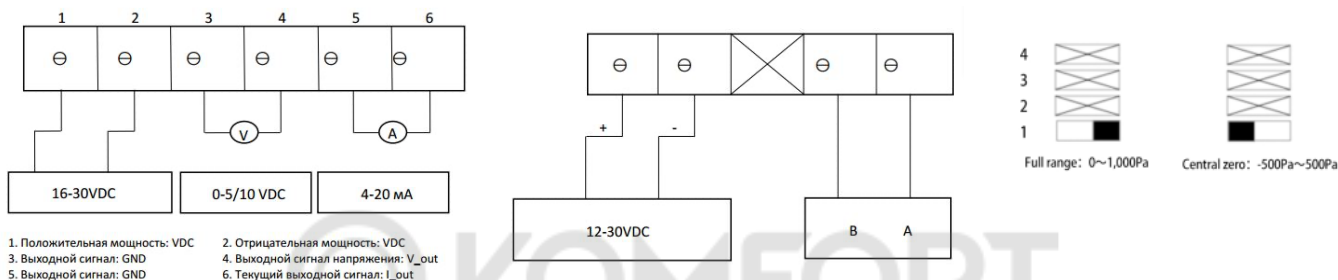 1 2 3 4 5 6
V A
16-30VDC 0-5/10 VDC 4-20 мА
1. Положительная мощность: VDC 2. Отрицательная мощность: VDC
3. Выходной сигнал: GND 4. Выходной сигнал напряжения: V_out
5. Выходной сигнал: GND 6. Текущий выходной сигнал: I_out
+ -
12-30VDC B A
4
3
2
1
Full range: 0~1,000Pa Central zero: -500Pa~500Pa
KOMFORT